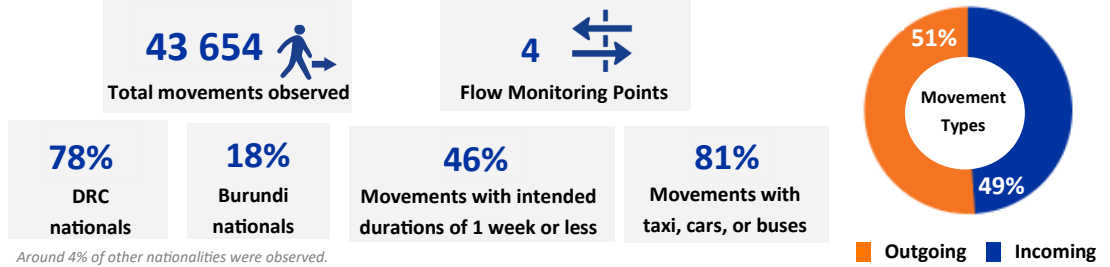 43 654
Total movements observed
4
Flow Monitoring Points
78%
DRC
nationals
18%
Burundi
nationals
46%
Movements with intended
durations of 1 week or less
81%
Movements with
taxi, cars, or buses
Around 4% of other nationalities were observed.
51%
Movement
Types
49%
Outgoing
Incoming